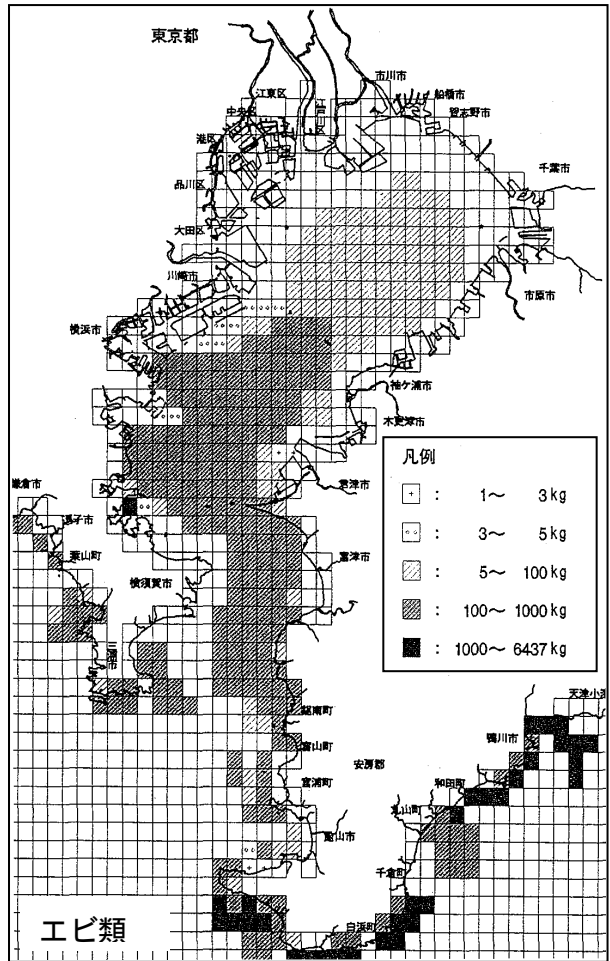 東京都
市川市
江東区
船橋市
中央区
習志野市
港区
千葉市
品川区
大田区
川崎市
市原市
横浜市
袖ケ浦市
木更津市
凡例
1～ 3kg
3～ 5kg
5～ 100kg
100～ 1000kg
1000～ 6437kg
君津市
鎌倉市
逗子市
葉山町
富津市
横須賀市
三浦市
鋸南町
鴨川市
富山町
安房郡
和田町
富浦町
丸山町
館山市
千倉町
白浜町
エビ類